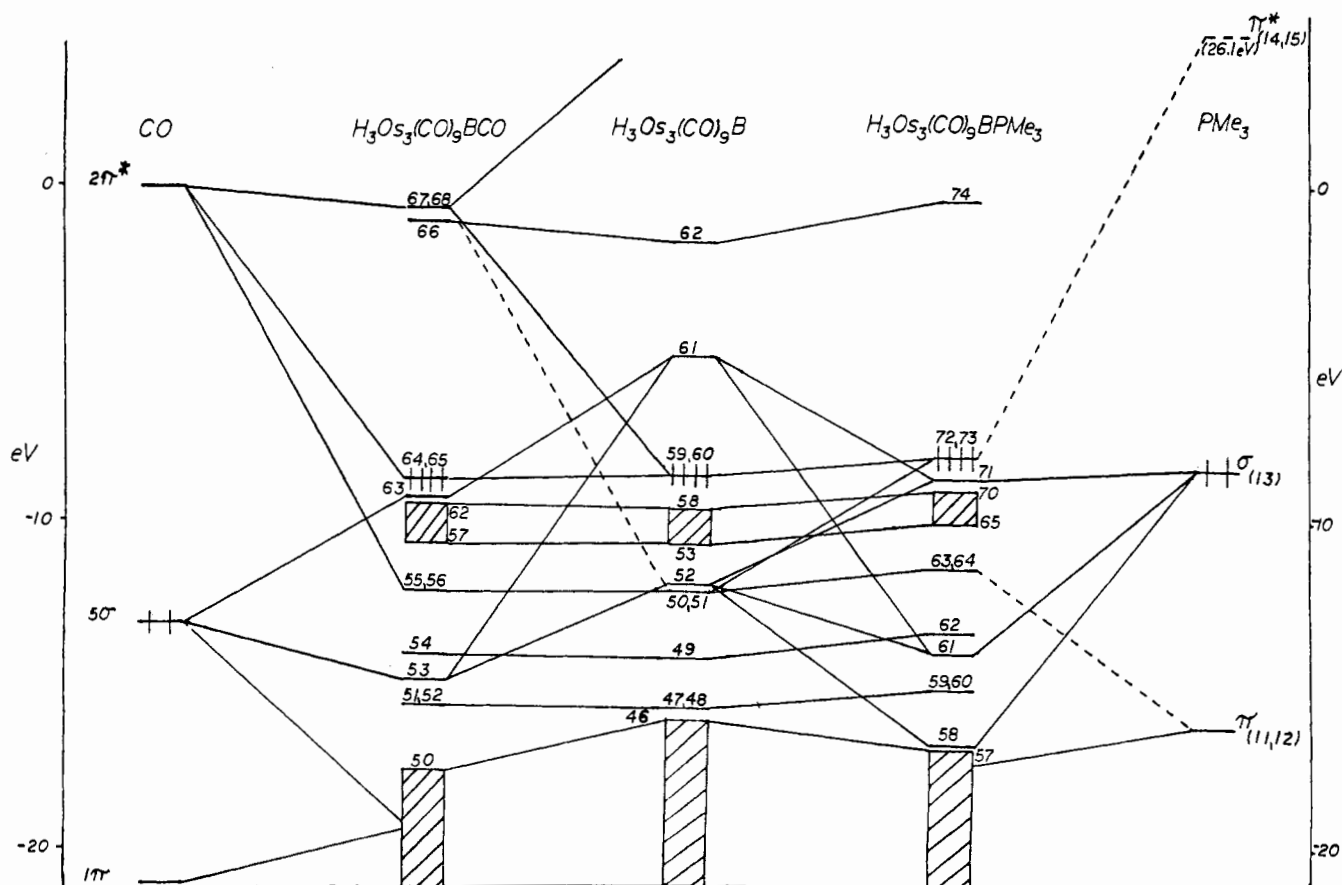 π*
(26.1eV) (14,15)
CO
H₃Os₃(CO)₉BCO
H₃Os₃(CO)₉B
H₃Os₃(CO)₉BPMe₃
PMe₃
2π*
0
67,68
66
62
74
0
61
eV
eV
64,65
59,60
72,73
63
71
σ
(13)
62
58
70
-10
57
53
65
-10
52
55,56
50,51
63,64
5σ
54
49
62
53
61
51,52
47,48
59,60
46
58
π
(11,12)
50
57
-20
-20
1π